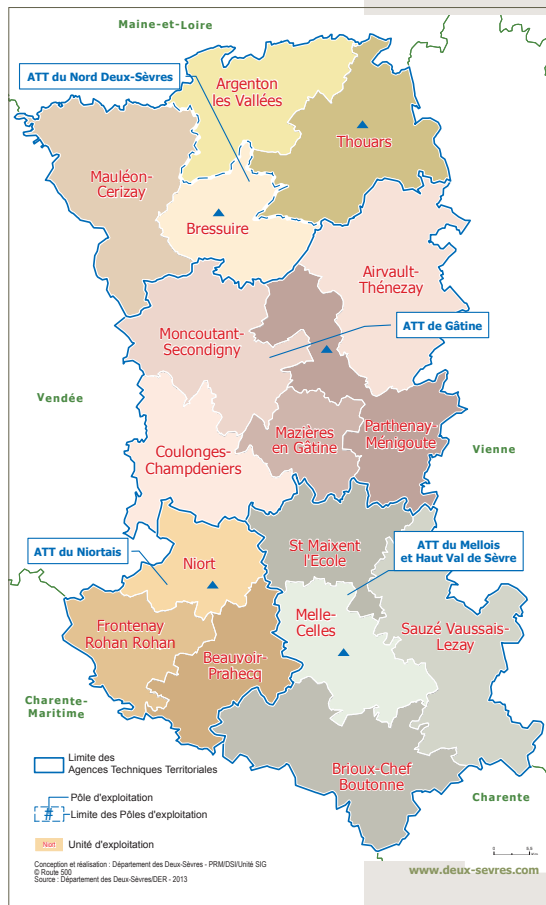 Maine-et-Loire
ATT du Nord Deux-Sèvres
Argenton
les Vallées
Thouars
Mauléon-
Cerizay
Bressuire
Airvault-
Thénezay
Moncoutant-
Secondigny
ATT de Gâtine
Vendée
Mazières
en Gâtine
Parthenay-
Ménigoute
Coulonges-
Champdeniers
Vienne
ATT du Niortais
Niort
St Maixent
l'Ecole
ATT du Mellois
et Haut Val de Sèvre
Frontenay
Rohan Rohan
Melle-
Celles
Sauzé Vaussais-
Lezay
Beauvoir-
Prahecq
Charente-
Maritime
Limite des
Agences Techniques Territoriales
Brioux-Chef
Boutonne
Charente
Pôle d'exploitation
# Limite des Pôles d'exploitation
Niort Unité d'exploitation
Conception et réalisation : Département des Deux-Sèvres - PRM/DSI/Unité SIG
© Route 500
Source : Département des Deux-Sèvres/DER - 2013
www.deux-sevres.com